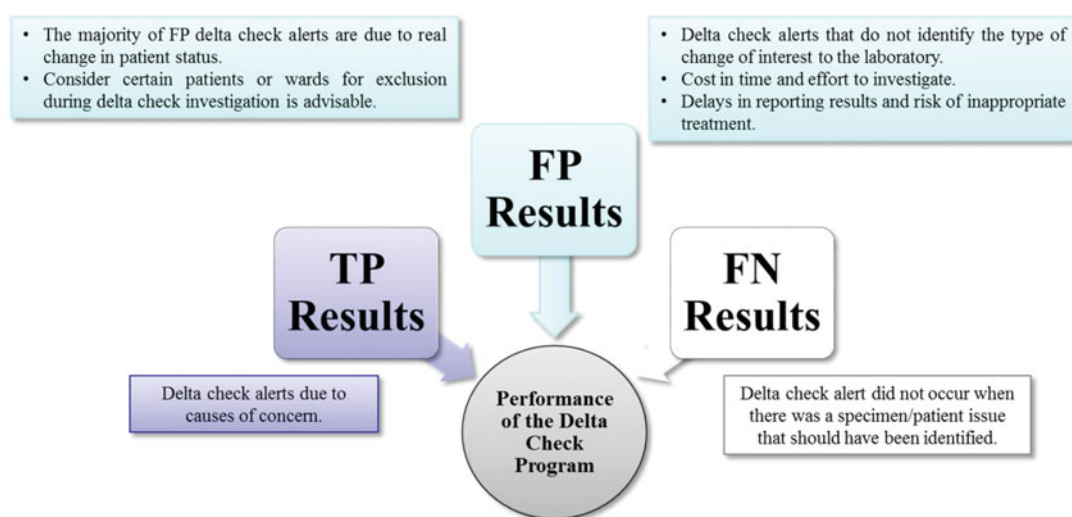 • The majority of FP delta check alerts are due to real
change in patient status.
• Consider certain patients or wards for exclusion
during delta check investigation is advisable.
• Delta check alerts that do not identify the type of
change of interest to the laboratory.
• Cost in time and effort to investigate.
• Delays in reporting results and risk of inappropriate
treatment.
FP
Results
TP
Results
FN
Results
Delta check alerts due to
causes of concern.
Performance
of the Delta
Check
Program
Delta check alert did not occur when
there was a specimen/patient issue
that should have been identified.